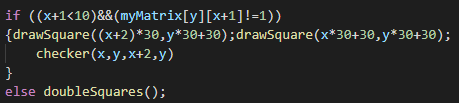 if ((x+1<10)&&(myMatrix[y][x+1]!=1))
{drawSquare((x+2)*30,y*30+30);drawSquare(x*30+30,y*30+30);
checker(x,y,x+2,y)
}
else doubleSquares();